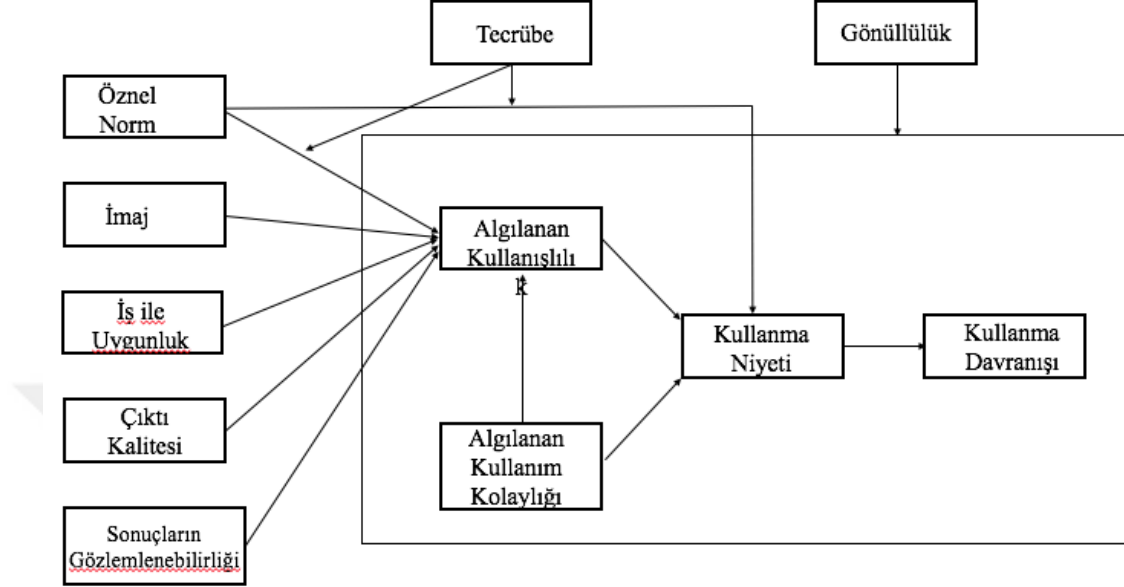 Tecrübe
Gönüllülük
Öznel
Norm
İmaj
İş ile
Uygunluk
Çıktı
Kalitesi
Sonuçların
Gözlemlenebilirliği
Algılanan
Kullanışlılı
k
Algılanan
Kullanım
Kolaylığı
Kullanma
Niyeti
Kullanma
Davranışı